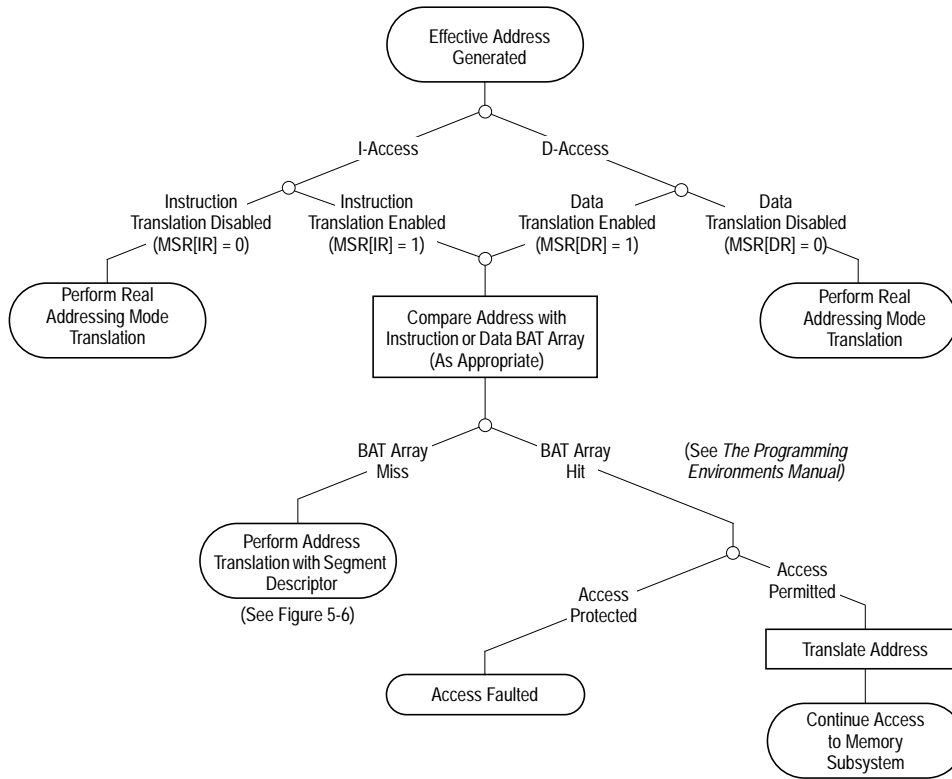 Effective Address
Generated
I-Access
D-Access
Instruction
Translation Disabled
(MSR[IR] = 0)
Instruction
Translation Enabled
(MSR[IR] = 1)
Data
Translation Enabled
(MSR[DR] = 1)
Data
Translation Disabled
(MSR[DR] = 0)
Perform Real
Addressing Mode
Translation
Compare Address with
Instruction or Data BAT Array
(As Appropriate)
Perform Real
Addressing Mode
Translation
BAT Array
Miss
BAT Array
Hit
(See The Programming
Environments Manual)
Perform Address
Translation with Segment
Descriptor
(See Figure 5-6)
Access
Protected
Access
Permitted
Access Faulted
Translate Address
Continue Access
to Memory
Subsystem